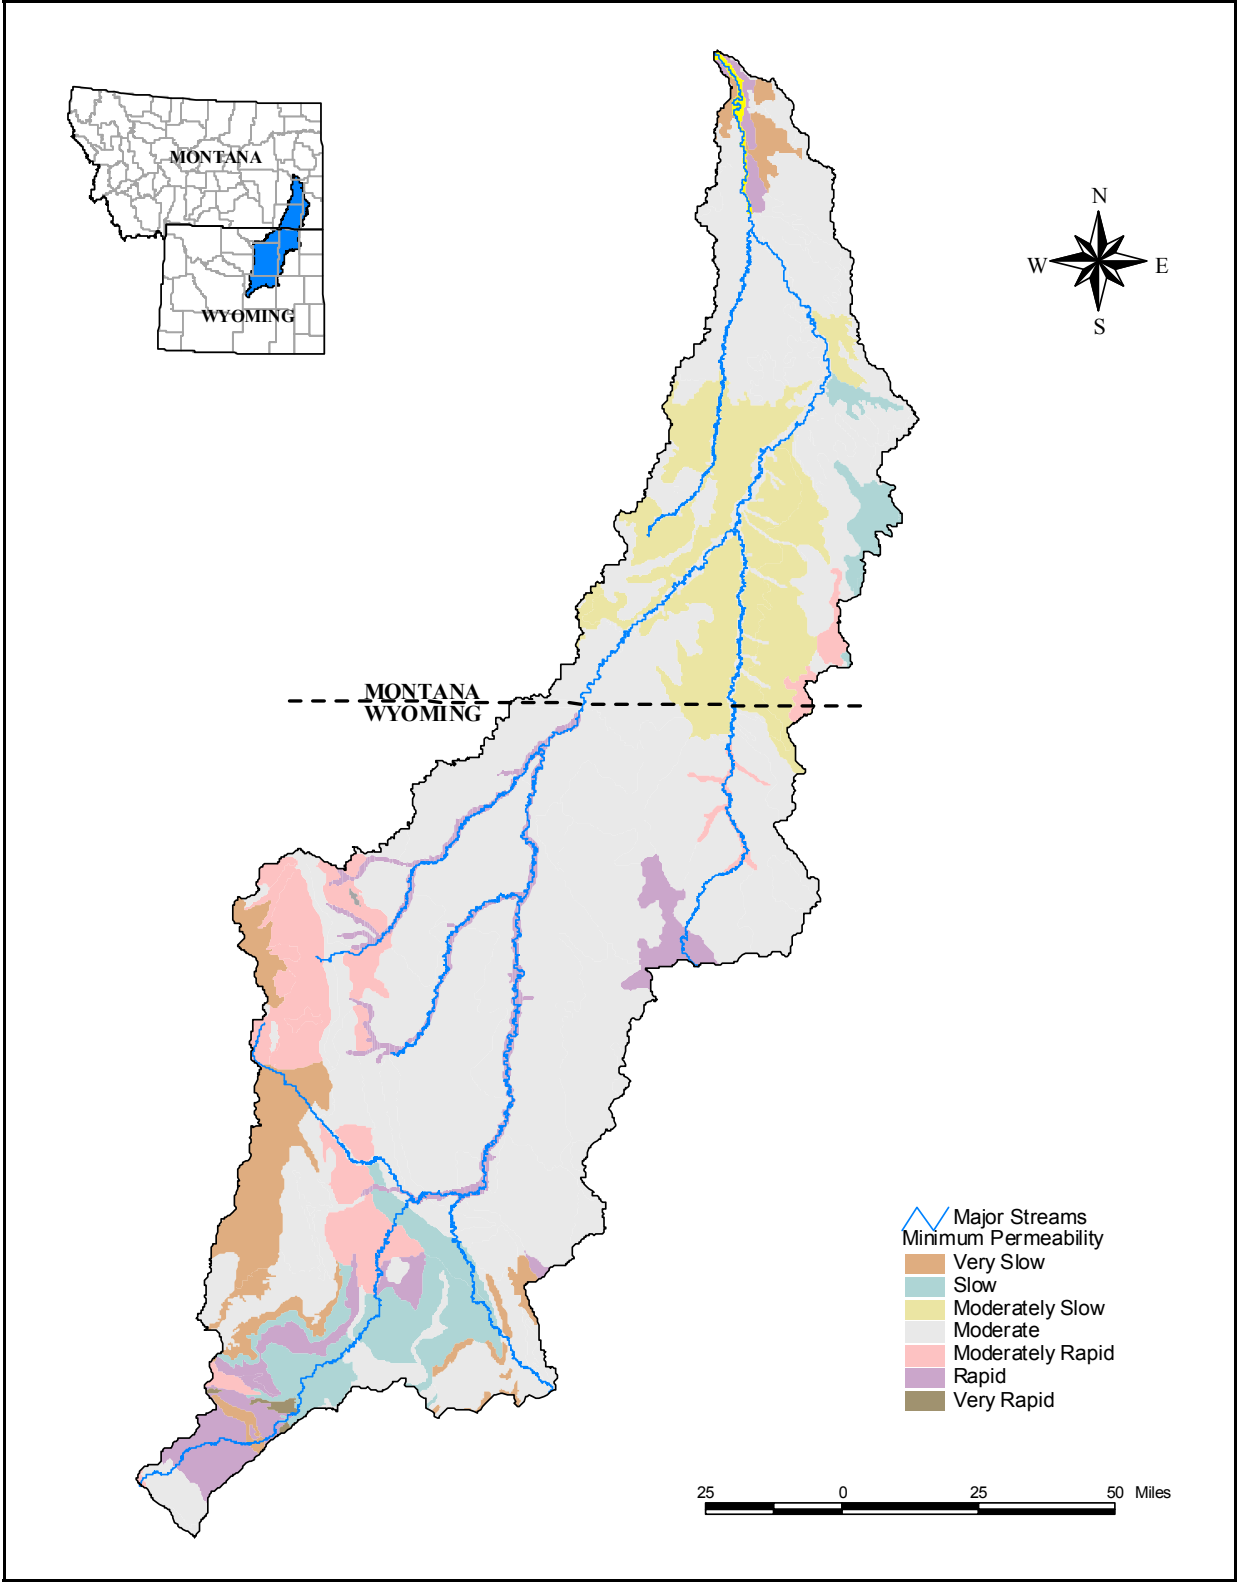 MONTANA
WYOMING
N
W E
S
MONTANA
WYOMING
Major Streams
Minimum Permeability
Very Slow
Slow
Moderately Slow
Moderate
Moderately Rapid
Rapid
Very Rapid
25 0 25 50 Miles